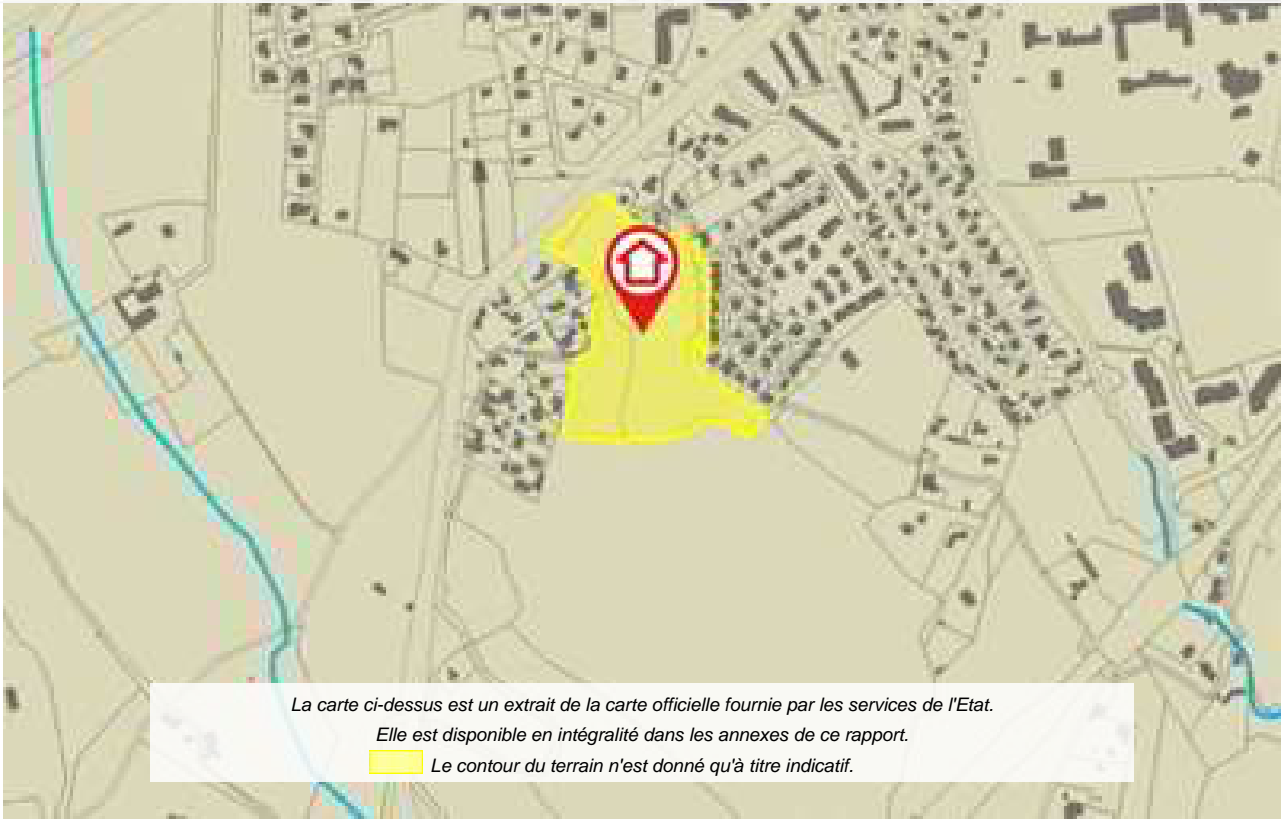 La carte ci-dessus est un extrait de la carte officielle fournie par les services de l'Etat.
Elle est disponible en intégralité dans les annexes de ce rapport.
Le contour du terrain n'est donné qu'à titre indicatif.